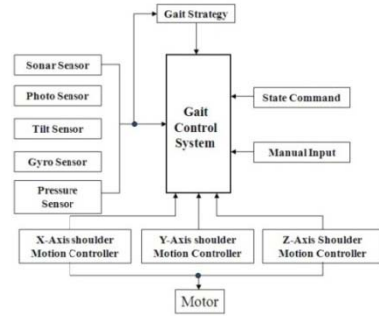 Gait Strategy
Sonar Sensor
Photo Sensor
Tilt Sensor
Gyro Sensor
Pressure
Sensor
Gait
Control
System
State Command
Manual Input
X-Axis shoulder
Motion Controller
Y-Axis shoulder
Motion Controller
Z-Axis Shoulder
Motion Controller
Motor